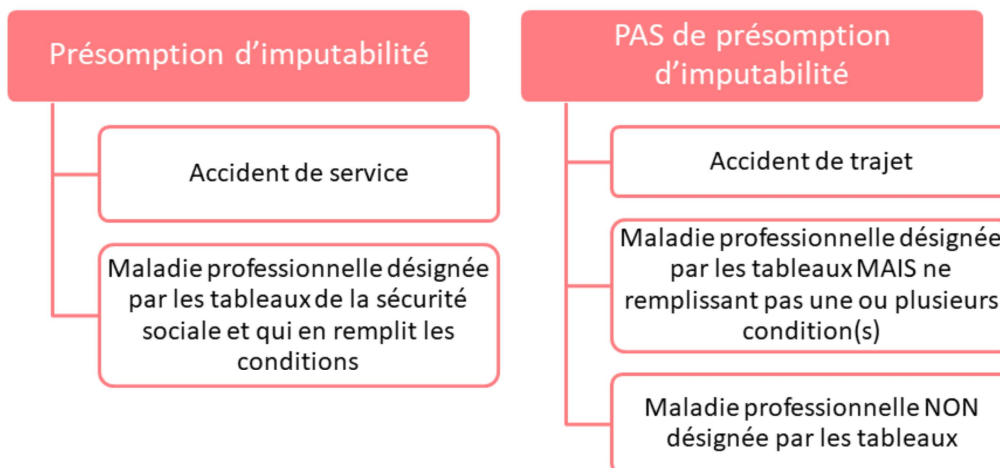 Présomption d’imputabilité
Accident de service
Maladie professionnelle désignée
par les tableaux de la sécurité
sociale et qui en remplit les
conditions
PAS de présomption
d’imputabilité
Accident de trajet
Maladie professionnelle désignée
par les tableaux MAIS ne
remplissant pas une ou plusieurs
condition(s)
Maladie professionnelle NON
désignée par les tableaux